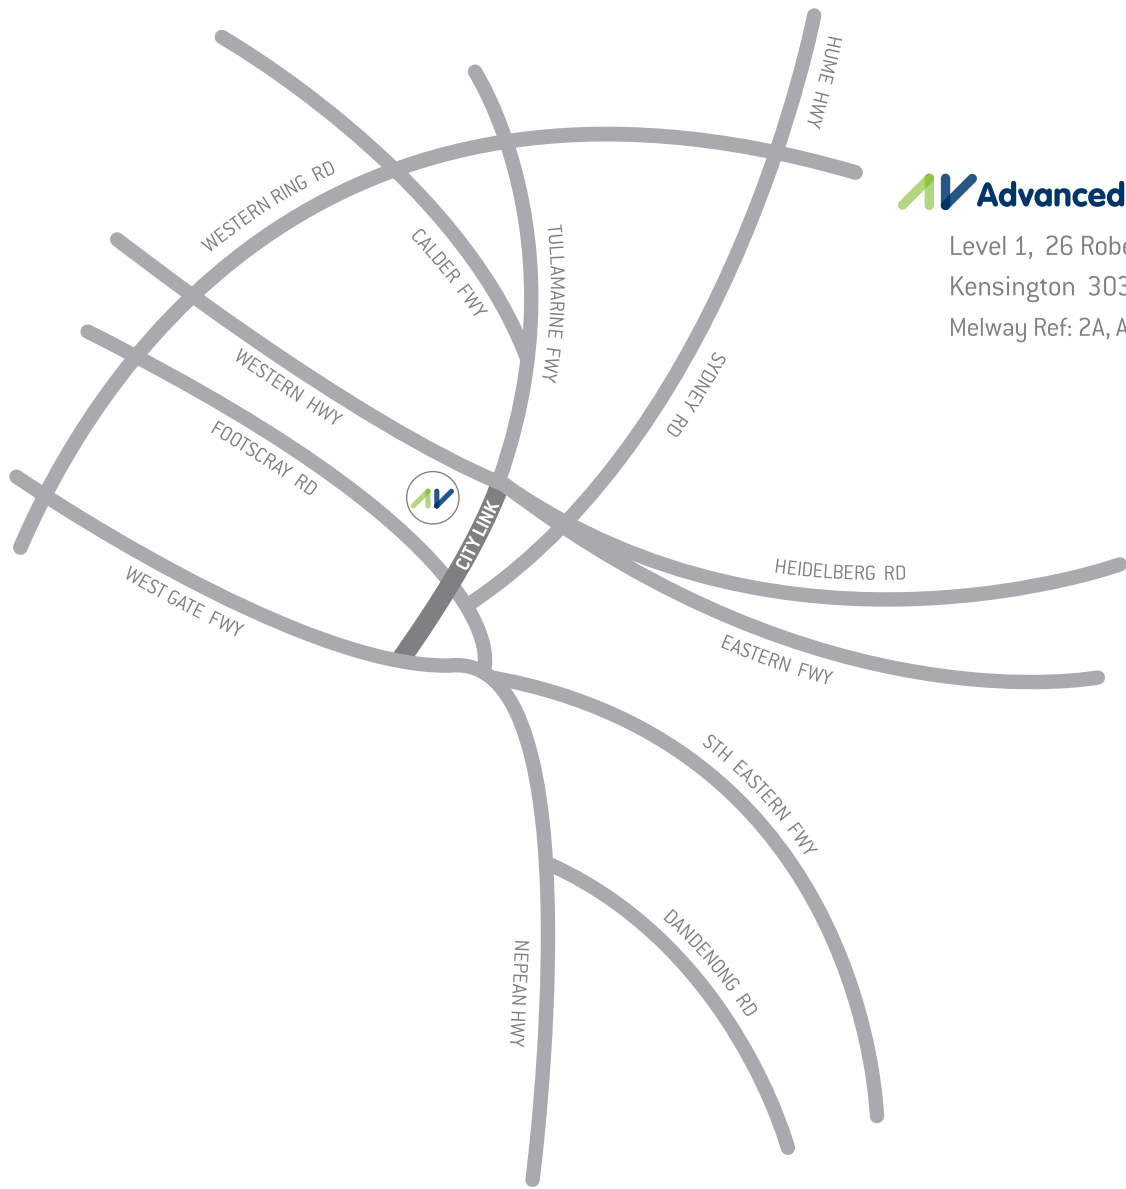 HUME HWY
WESTERN RING RD
CALDER FWY
TULLAMARINE FWY
Advanced
Level 1, 26 Robe
Kensington 303
Melway Ref: 2A, A
WESTERN HWY
SYDNEY RD
FOOTSCRAY RD
AV
CITY LINK
WEST GATE FWY
HEIDELBERG RD
EASTERN FWY
STH EASTERN FWY
DANDENONG RD
NEPEAN HWY